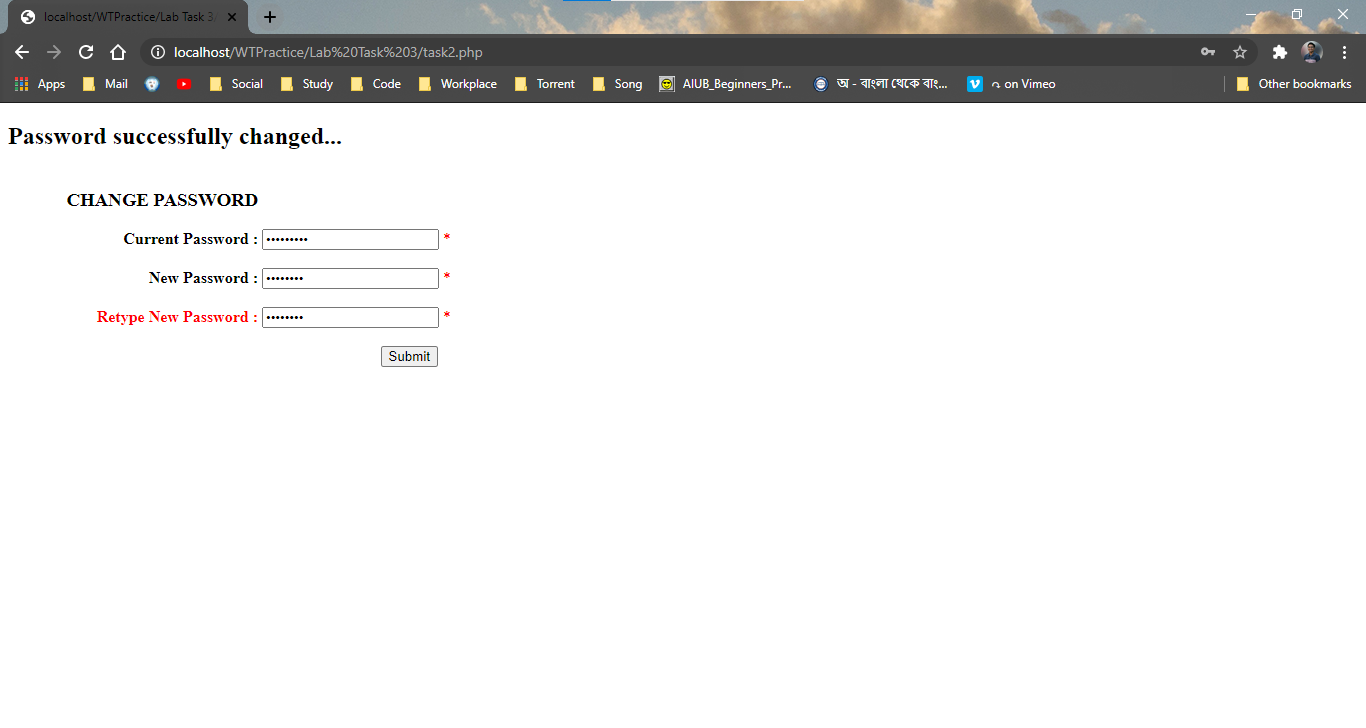 localhost/WTPractice/Lab Task 3
localhost/WTPractice/Lab%20Task%203/task2.php
Apps Mail Social Study Code Workplace Torrent Song AIUB_Beginners_Pr... অ - বাংলা থেকে বাং... on Vimeo Other bookmarks
Password successfully changed...
CHANGE PASSWORD
Current Password : ••••••••• *
New Password : •••••••• *
Retype New Password : •••••••• *
Submit